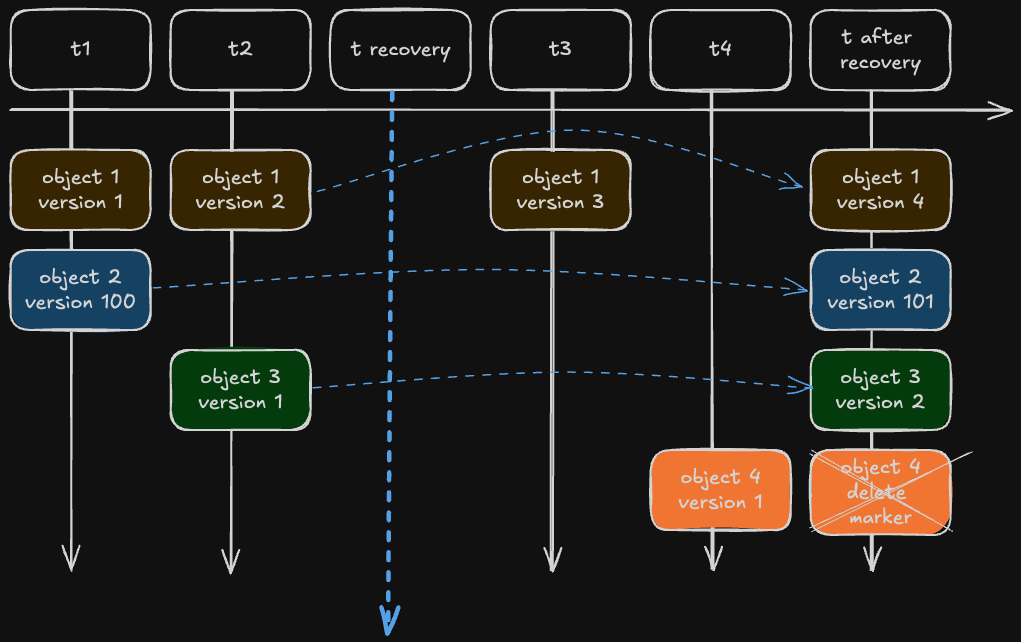 t1
t2
t recovery
t3
t4
t after
recovery
object 1
version 1
object 1
version 2
object 1
version 3
object 1
version 4
object 2
version 100
object 2
version 101
object 3
version 1
object 3
version 2
object 4
version 1
object 4
delete
marker